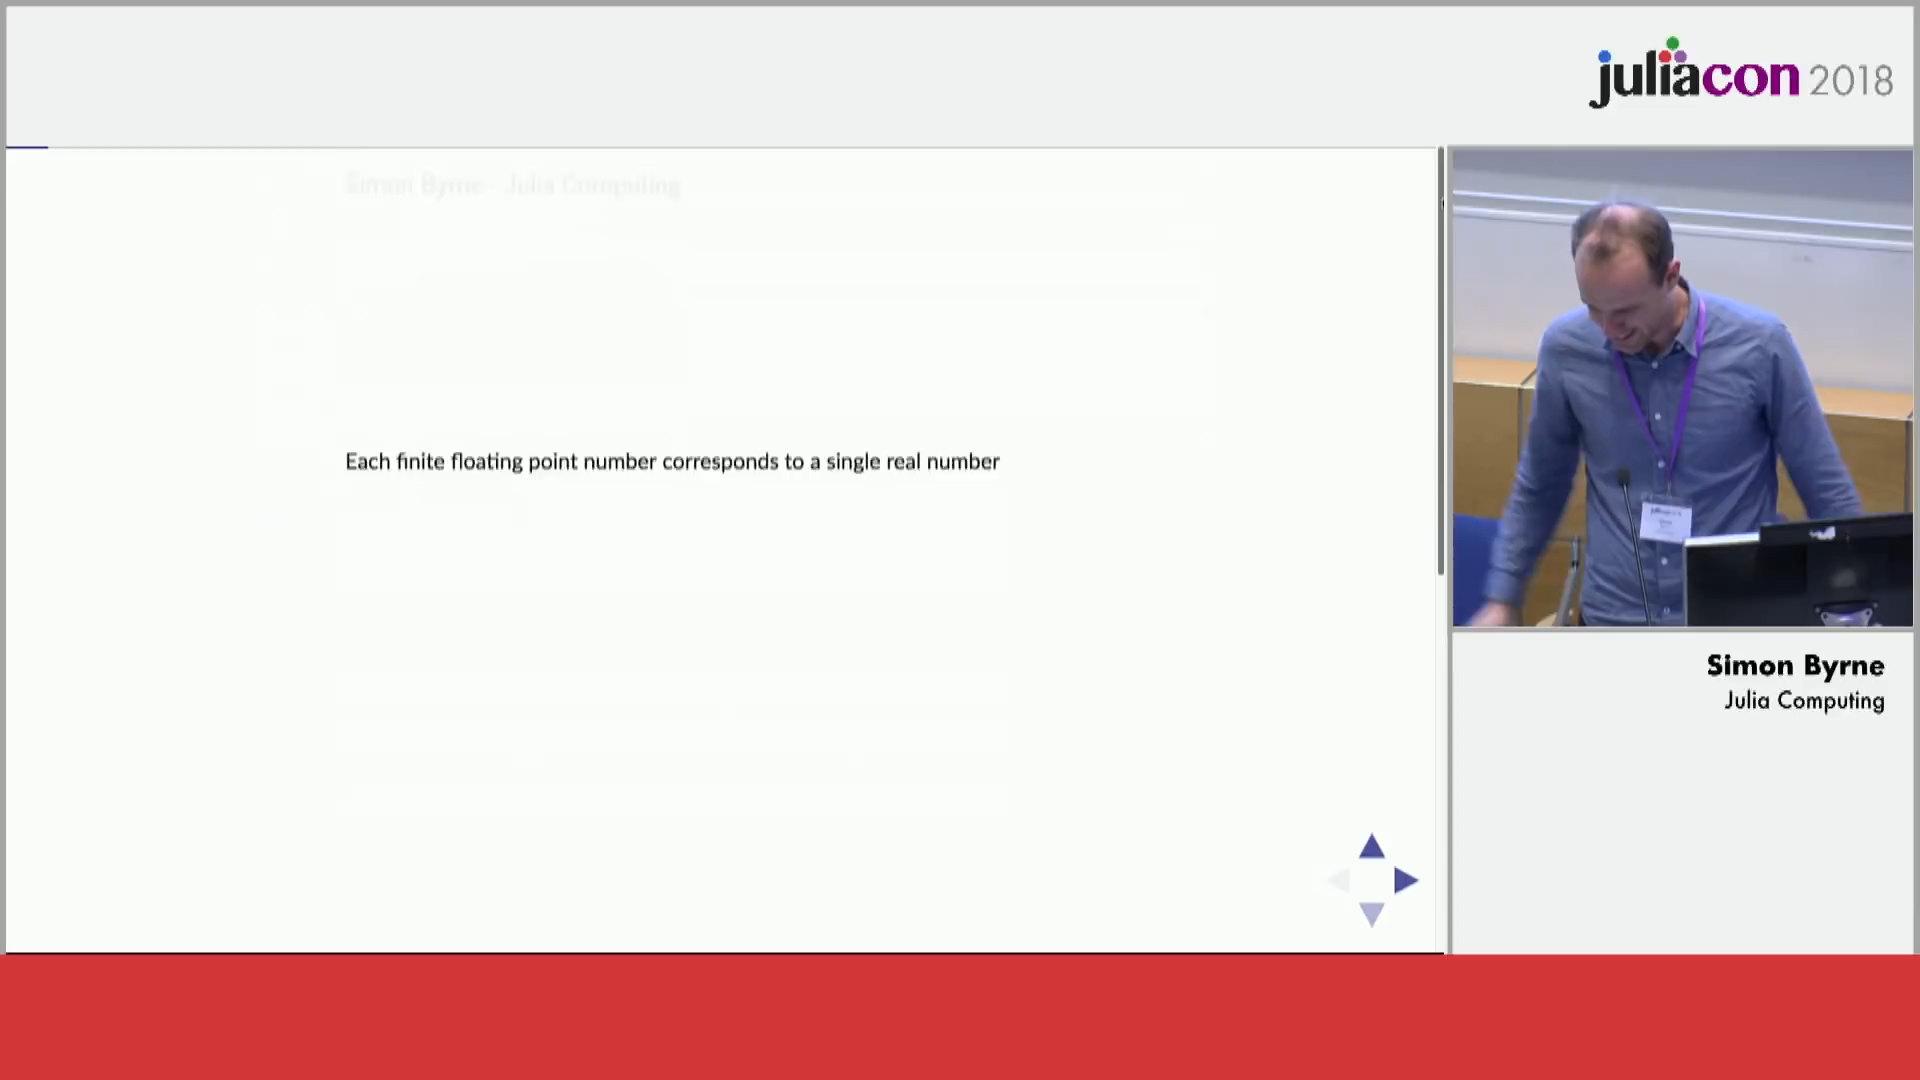 juliacon 2018
Simon Byrne - Julia Computing
Each finite floating point number corresponds to a single real number
Simon Byrne
Julia Computing